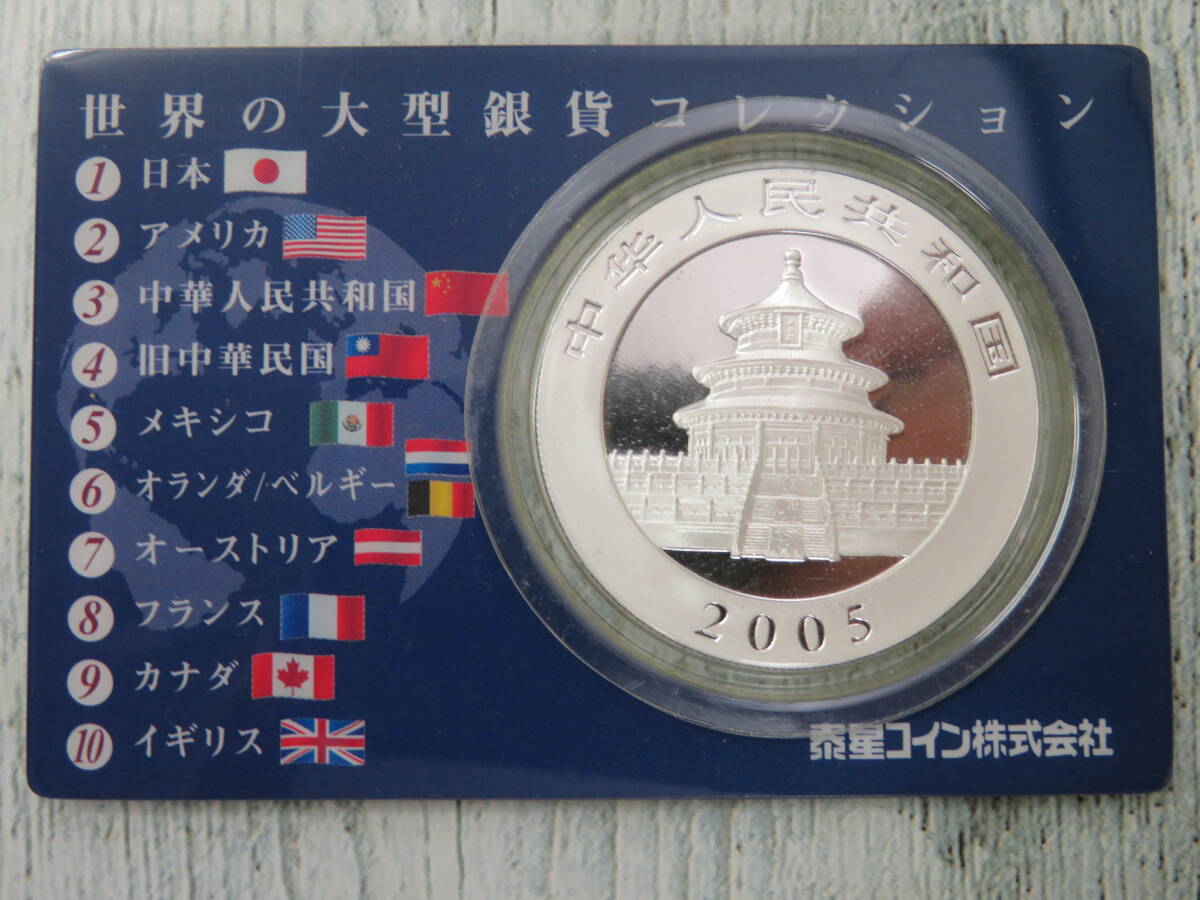 世界の大型銀貨コレクション
1 日本
2 アメリカ
3 中華人民共和国
4 旧中華民国
5 メキシコ
6 オランダ/ベルギー
7 オーストリア
8 フランス
9 カナダ
10 イギリス
中华人民共和国
2005
泰星コイン株式会社